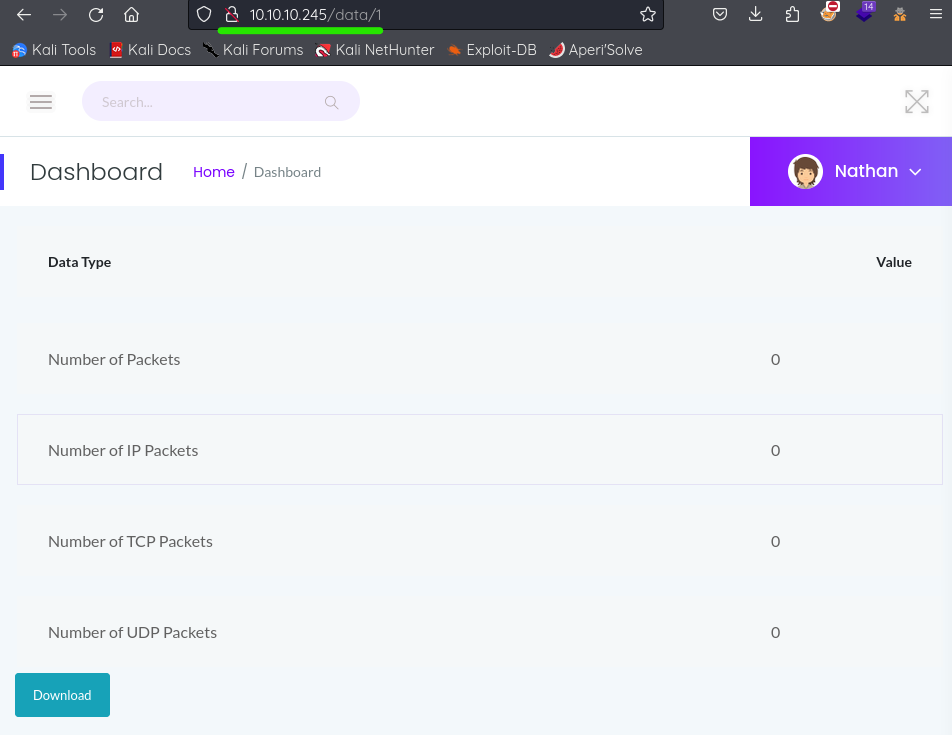 10.10.10.245/data/1
14
Kali Tools Kali Docs Kali Forums Kali NetHunter Exploit-DB Aperi'Solve
Search...
Dashboard Home / Dashboard Nathan
Data Type Value
Number of Packets 0
Number of IP Packets 0
Number of TCP Packets 0
Number of UDP Packets 0
Download